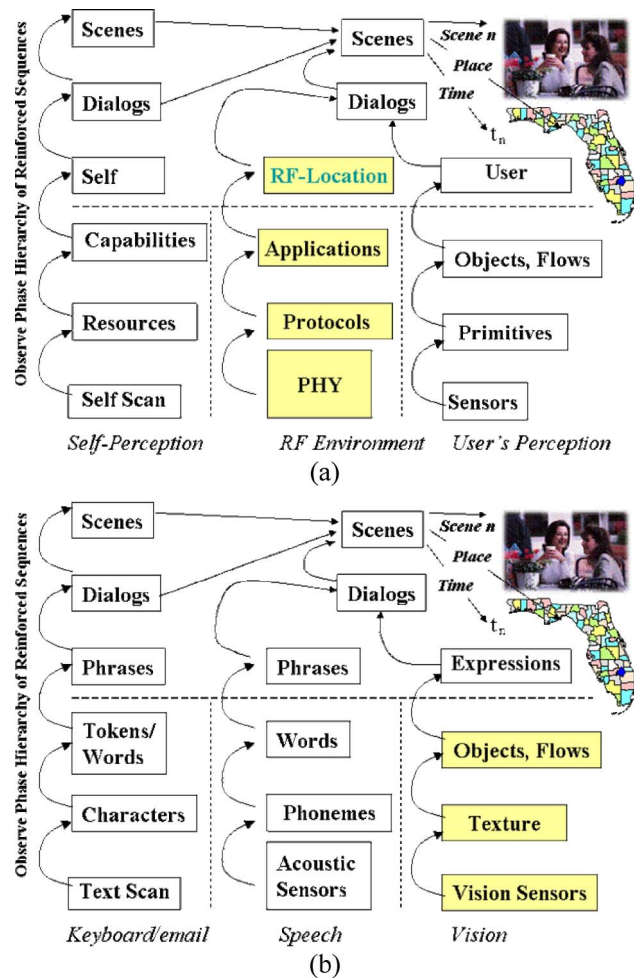 Observe Phase Hierarchy of Reinforced Sequences
Scenes
Dialogs
Self
Capabilities
Resources
Self Scan
Self-Perception
Scenes
Dialogs
RF-Location
Applications
Protocols
PHY
RF Environment
Scene n
Place
Time
tn
User
Objects, Flows
Primitives
Sensors
User's Perception
(a)
Observe Phase Hierarchy of Reinforced Sequences
Scenes
Dialogs
Phrases
Tokens/
Words
Characters
Text Scan
Keyboard/email
Scenes
Dialogs
Phrases
Words
Phonemes
Acoustic
Sensors
Speech
Scene n
Place
Time
tn
Expressions
Objects, Flows
Texture
Vision Sensors
Vision
(b)